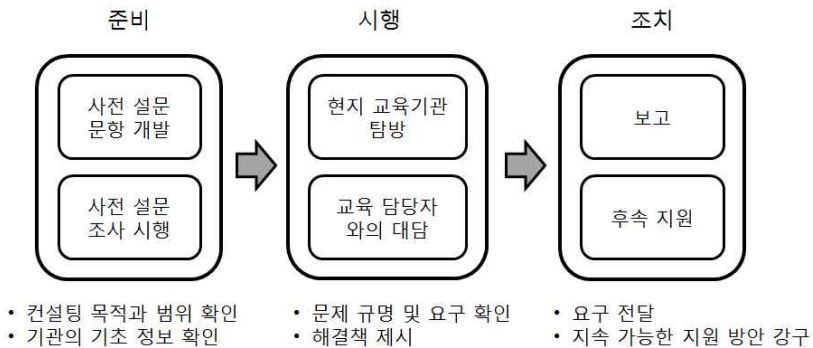 준비
사전 설문
문항 개발
사전 설문
조사 시행
• 컨설팅 목적과 범위 확인
• 기관의 기초 정보 확인
시행
현지 교육기관
탐방
교육 담당자
와의 대담
• 문제 규명 및 요구 확인
• 해결책 제시
조치
보고
후속 지원
• 요구 전달
• 지속 가능한 지원 방안 강구